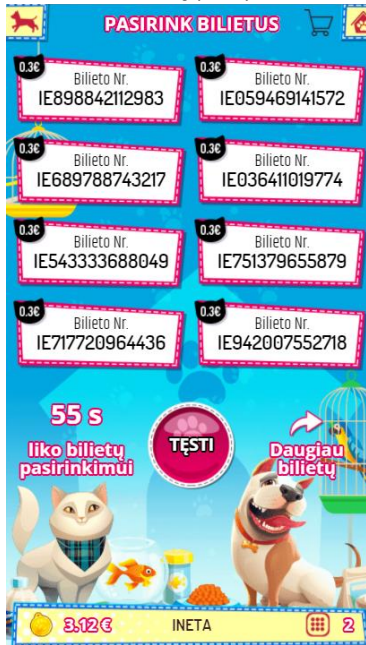 PASIRINK BILIETUS
0.3€
Bilieto Nr.
IE898842112983
0.3€
Bilieto Nr.
IE059469141572
0.3€
Bilieto Nr.
IE689788743217
0.3€
Bilieto Nr.
IE036411019774
0.3€
Bilieto Nr.
IE543333688049
0.3€
Bilieto Nr.
IE751379655879
0.3€
Bilieto Nr.
IE717720964436
0.3€
Bilieto Nr.
IE942007552718
55 s
liko bilietų
pasirinkimui
TĘSTI
Daugiau
bilietų
3.12 €
INETA
2